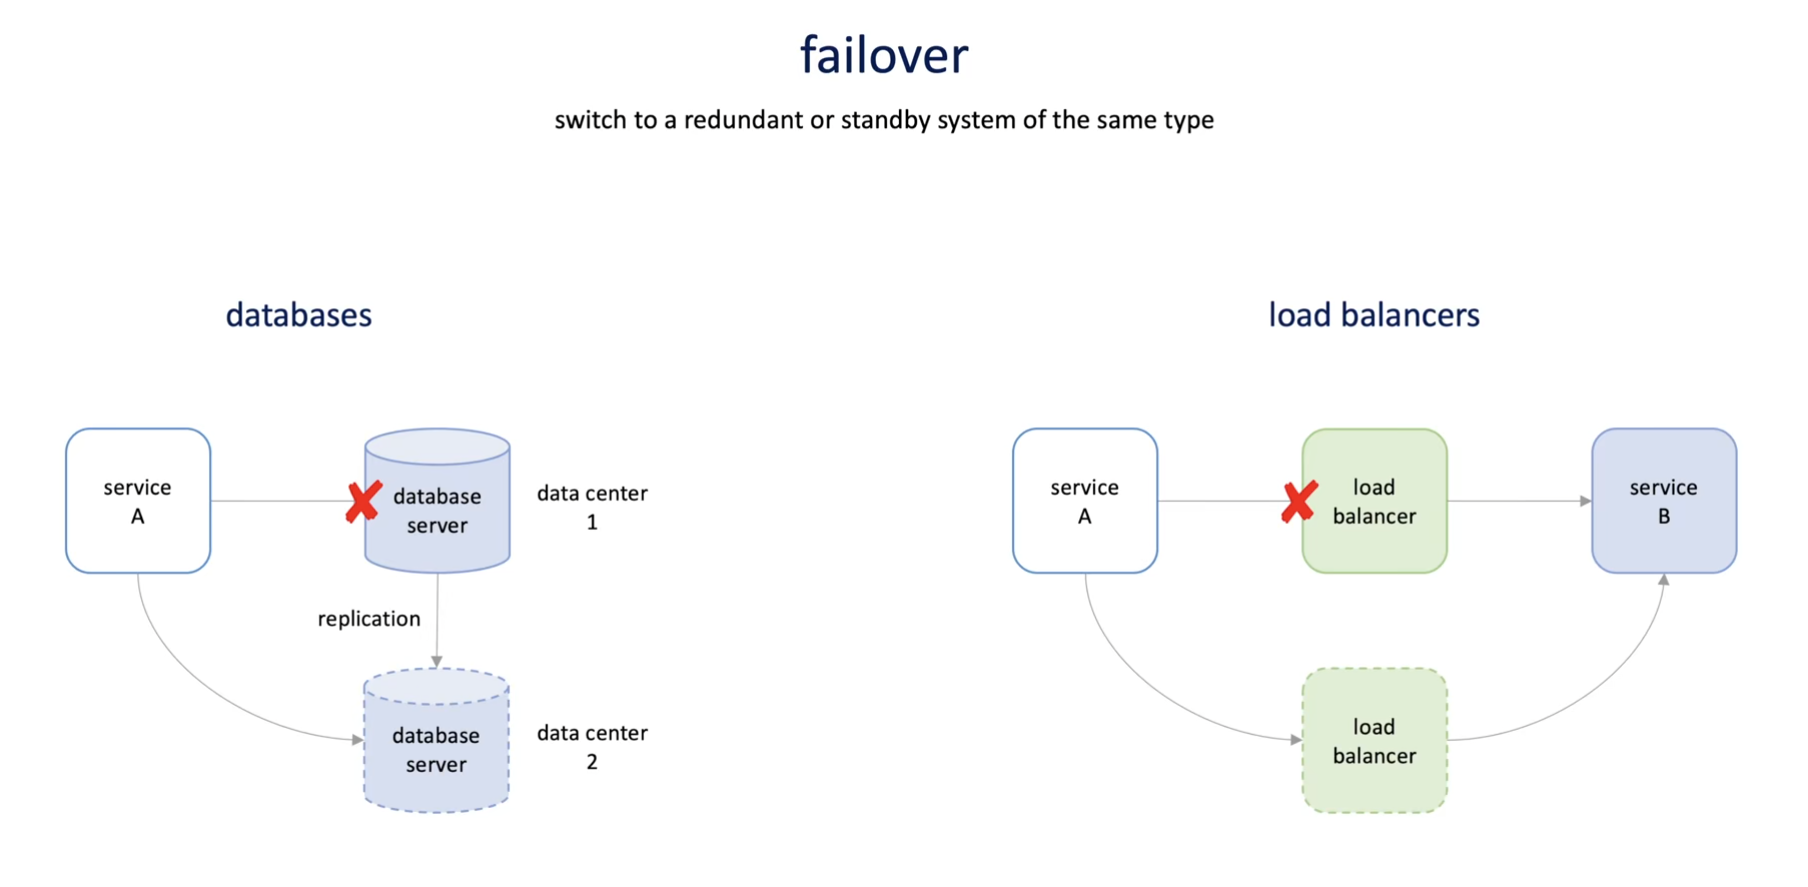 failover
switch to a redundant or standby system of the same type
databases
service
A
database
server
data center
1
replication
database
server
data center
2
load balancers
service
A
load
balancer
service
B
load
balancer